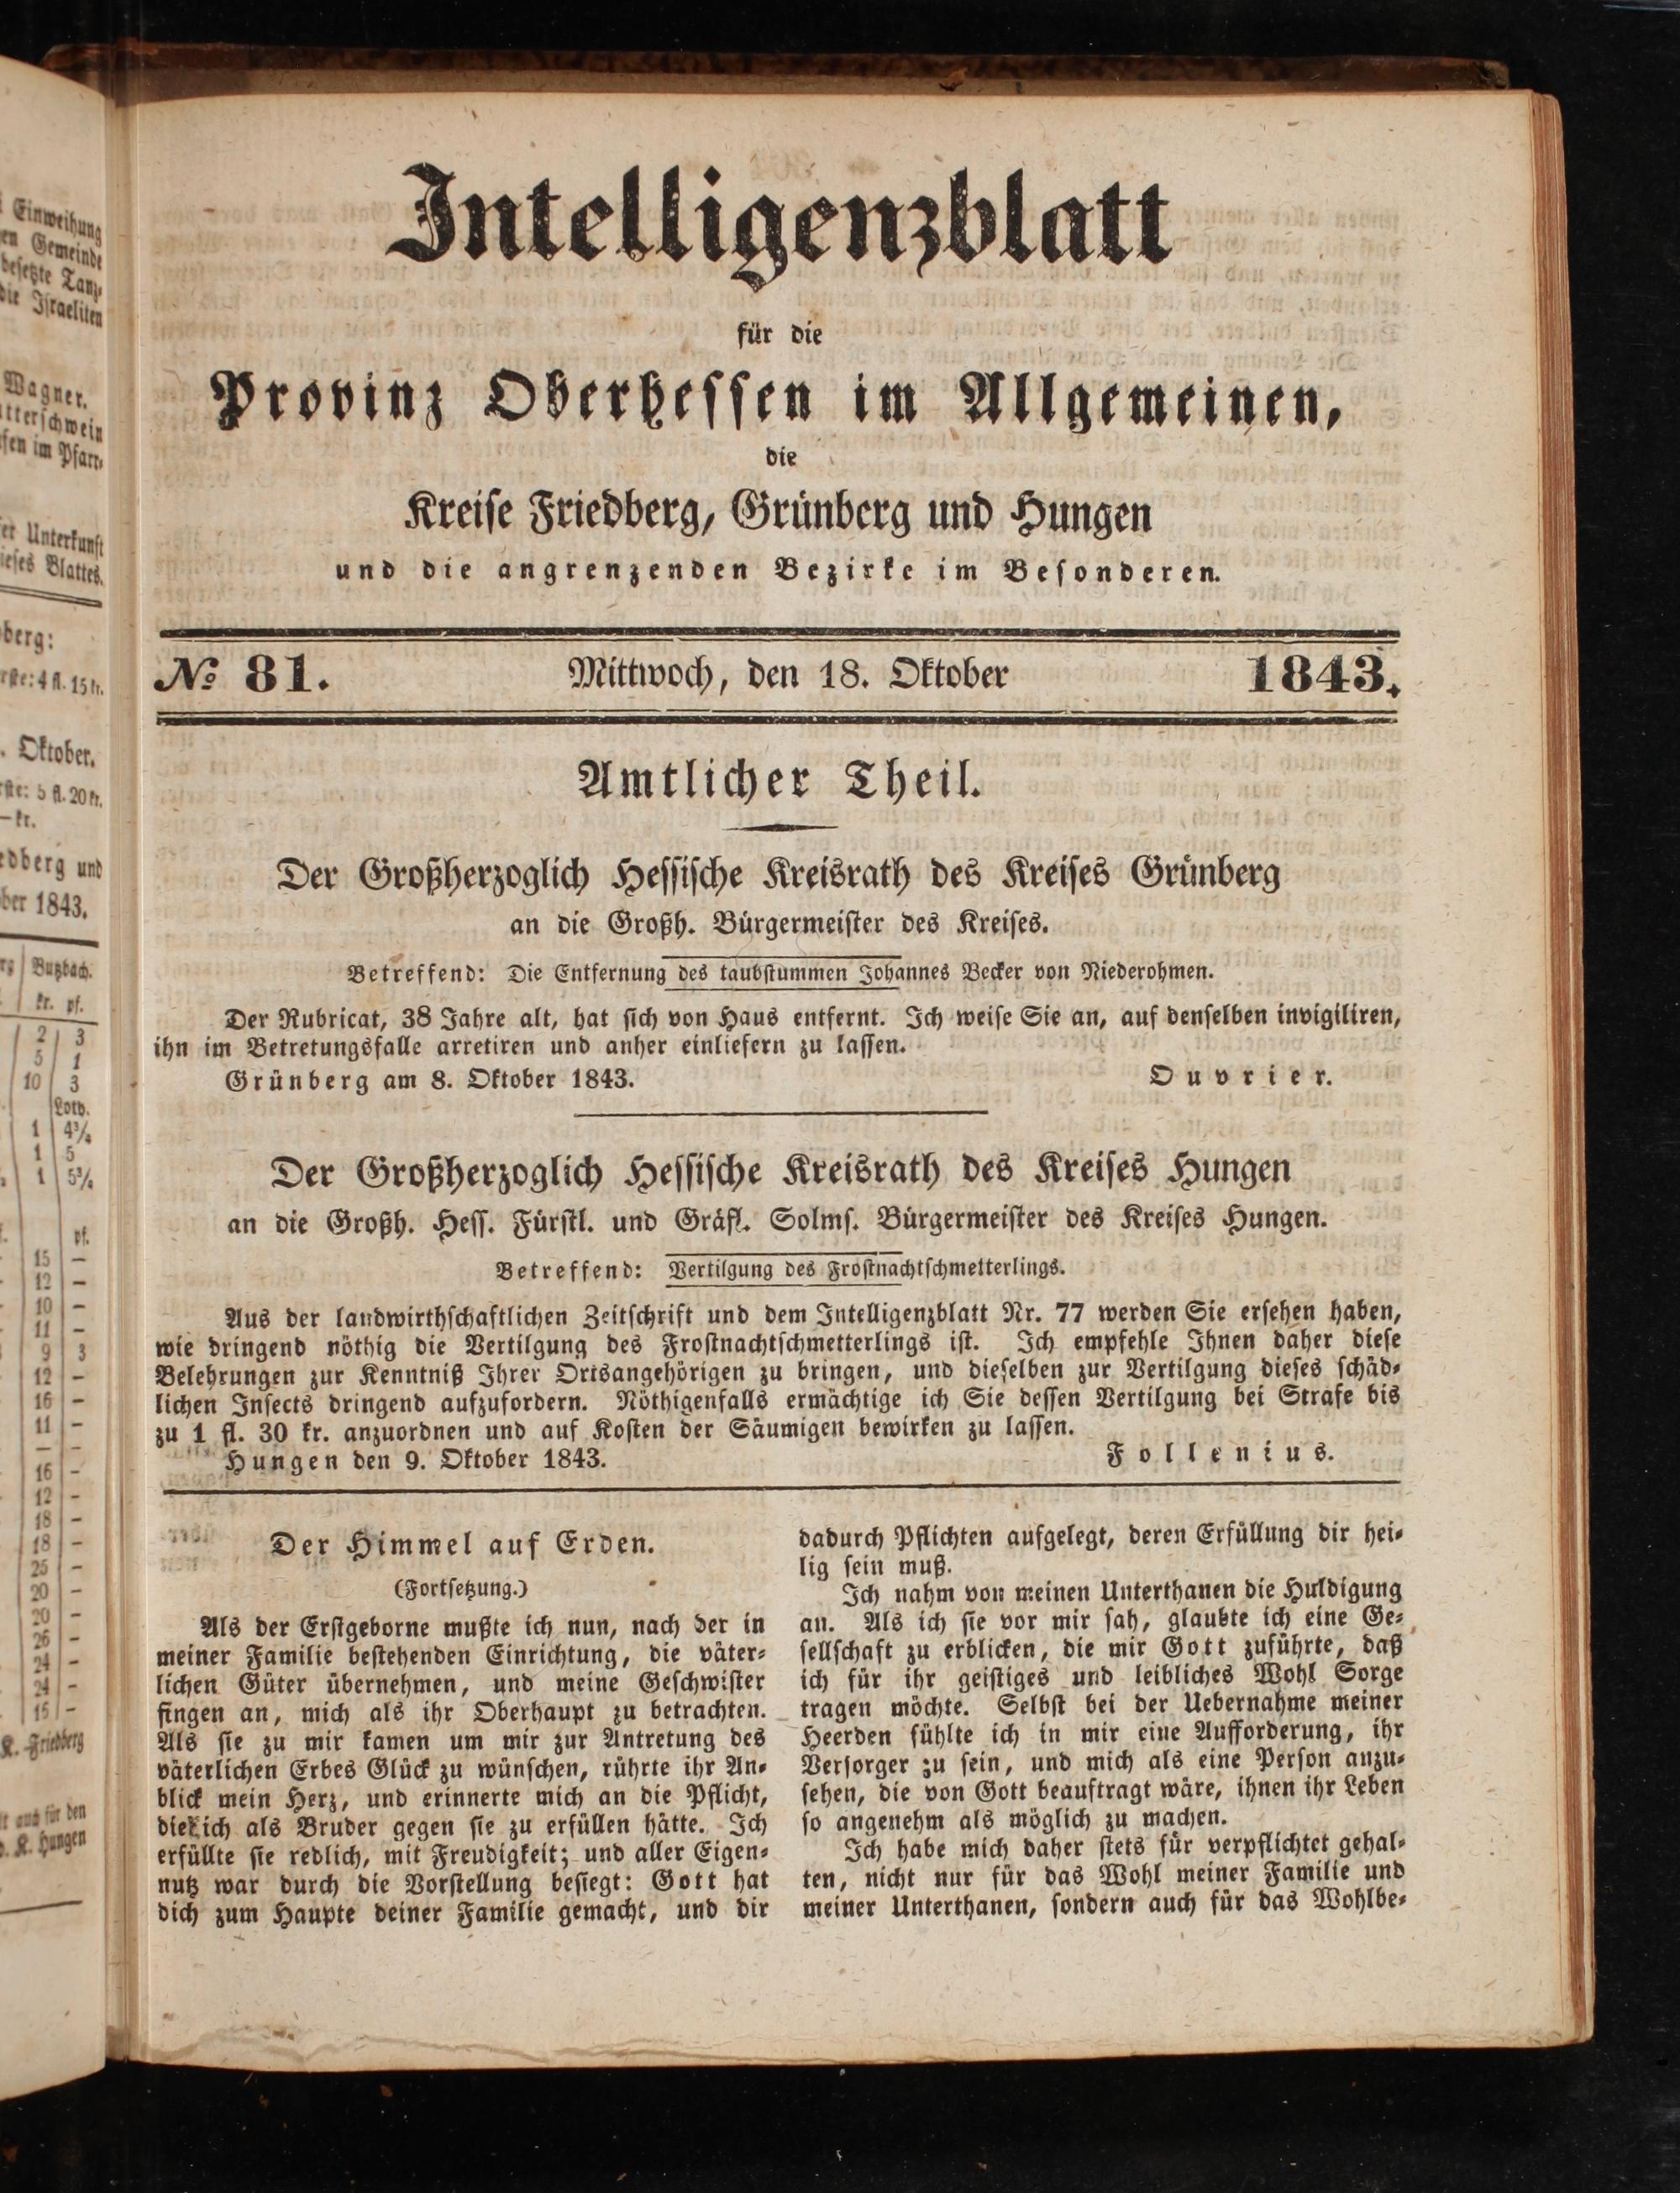 Intelligenzblatt
für die
Provinz Oberhessen im Allgemeinen,
die
Kreise Friedberg, Grünberg und Hungen
und die angrenzenden Bezirke im Besonderen.
№ 81. Mittwoch, den 18. Oktober 1843.
Amtlicher Theil.
Der Großherzoglich Hessische Kreisrath des Kreises Grünberg
an die Großh. Bürgermeister des Kreises.
Betreffend: Die Entfernung des taubstummen Johannes Becker von Niederohmen.
Der Rubricat, 38 Jahre alt, hat sich von Haus entfernt. Ich weise Sie an, auf denselben invigiliren,
ihn im Betretungsfalle arretiren und anher einliefern zu lassen.
Grünberg am 8. Oktober 1843. Ouvrier.
Der Großherzoglich Hessische Kreisrath des Kreises Hungen
an die Großh. Hess. Fürstl. und Gräfl. Solms. Bürgermeister des Kreises Hungen.
Betreffend: Vertilgung des Frostnachtschmetterlings.
Aus der landwirthschaftlichen Zeitschrift und dem Intelligenzblatt Nr. 77 werden Sie ersehen haben,
wie dringend nöthig die Vertilgung des Frostnachtschmetterlings ist. Ich empfehle Ihnen daher diese
Belehrungen zur Kenntniß Ihrer Ortsangehörigen zu bringen, und dieselben zur Vertilgung dieses schäd-
lichen Insects dringend aufzufordern. Nöthigenfalls ermächtige ich Sie dessen Vertilgung bei Strafe bis
zu 1 fl. 30 kr. anzuordnen und auf Kosten der Säumigen bewirken zu lassen.
Hungen den 9. Oktober 1843. Follenius.
Der Himmel auf Erden.
(Fortsetzung.)
Als der Erstgeborne mußte ich nun, nach der in
meiner Familie bestehenden Einrichtung, die väter-
lichen Güter übernehmen, und meine Geschwister
fingen an, mich als ihr Oberhaupt zu betrachten.
Als sie zu mir kamen um mir zur Antretung des
väterlichen Erbes Glück zu wünschen, rührte ihr An-
blick mein Herz, und erinnerte mich an die Pflicht,
die ich als Bruder gegen sie zu erfüllen hätte. Ich
erfüllte sie redlich, mit Freudigkeit; und aller Eigen-
nutz war durch die Vorstellung besiegt: Gott hat
dich zum Haupte deiner Familie gemacht, und dir
dadurch Pflichten aufgelegt, deren Erfüllung dir hei-
lig sein muß.
Ich nahm von meinen Unterthanen die Huldigung
an. Als ich sie vor mir sah, glaubte ich eine Ge-
sellschaft zu erblicken, die mir Gott zuführte, daß
ich für ihr geistiges und leibliches Wohl Sorge
tragen möchte. Selbst bei der Uebernahme meiner
Heerden fühlte ich in mir eine Aufforderung, ihr
Versorger zu sein, und mich als eine Person anzu-
sehen, die von Gott beauftragt wäre, ihnen ihr Leben
so angenehm als möglich zu machen.
Ich habe mich daher stets für verpflichtet gehal-
ten, nicht nur für das Wohl meiner Familie und
meiner Unterthanen, sondern auch für das Wohlbe-